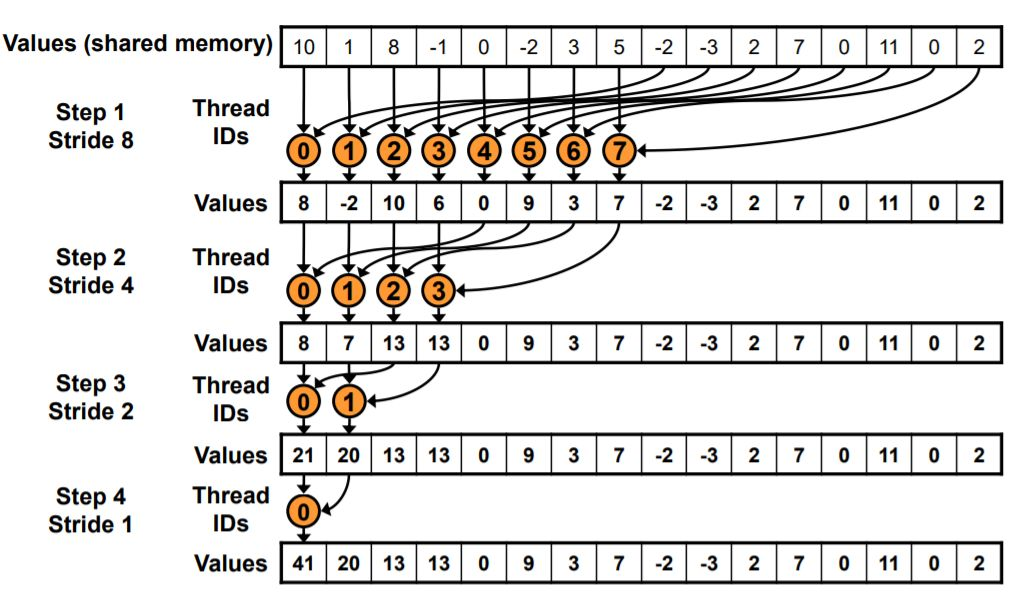 Values (shared memory) 10 1 8 -1 0 -2 3 5 -2 -3 2 7 0 11 0 2
Step 1 Thread
Stride 8 IDs
0 1 2 3 4 5 6 7
Values 8 -2 10 6 0 9 3 7 -2 -3 2 7 0 11 0 2
Step 2 Thread
Stride 4 IDs
0 1 2 3
Values 8 7 13 13 0 9 3 7 -2 -3 2 7 0 11 0 2
Step 3 Thread
Stride 2 IDs
0 1
Values 21 20 13 13 0 9 3 7 -2 -3 2 7 0 11 0 2
Step 4 Thread
Stride 1 IDs
0
Values 41 20 13 13 0 9 3 7 -2 -3 2 7 0 11 0 2